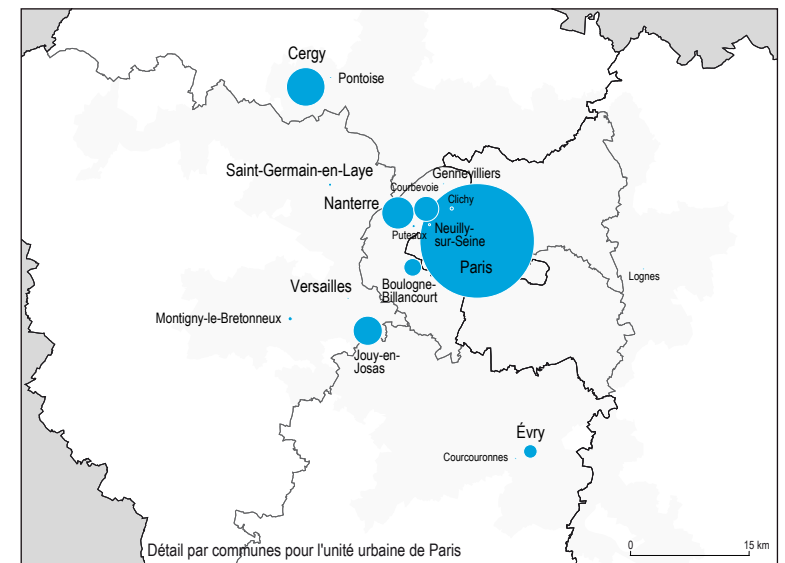 Cergy
Pontoise
Saint-Germain-en-Laye
Gennevilliers
Courbevoie
Clichy
Nanterre
Puteaux
Neuilly-
sur-Seine
Paris
Lognes
Versailles
Boulogne-
Billancourt
Montigny-le-Bretonneux
Jouy-en-
Josas
Évry
Courcouronnes
Détail par communes pour l'unité urbaine de Paris
0
15 km